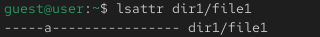 guest@user:~$ lsattr dir1/file1
-----a---------------- dir1/file1